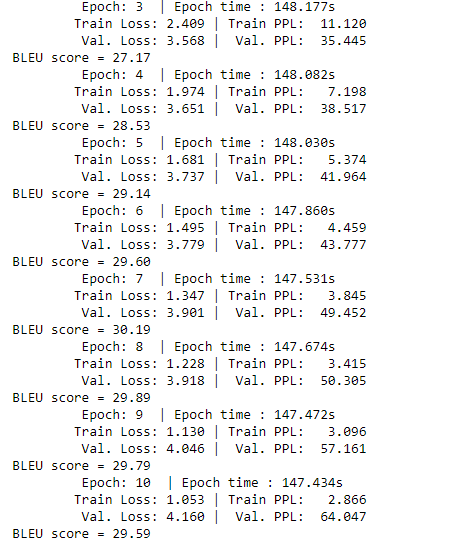 Epoch: 3 | Epoch time : 148.177s
Train Loss: 2.409 | Train PPL: 11.120
Val. Loss: 3.568 | Val. PPL: 35.445
BLEU score = 27.17
Epoch: 4 | Epoch time : 148.082s
Train Loss: 1.974 | Train PPL: 7.198
Val. Loss: 3.651 | Val. PPL: 38.517
BLEU score = 28.53
Epoch: 5 | Epoch time : 148.030s
Train Loss: 1.681 | Train PPL: 5.374
Val. Loss: 3.737 | Val. PPL: 41.964
BLEU score = 29.14
Epoch: 6 | Epoch time : 147.860s
Train Loss: 1.495 | Train PPL: 4.459
Val. Loss: 3.779 | Val. PPL: 43.777
BLEU score = 29.60
Epoch: 7 | Epoch time : 147.531s
Train Loss: 1.347 | Train PPL: 3.845
Val. Loss: 3.901 | Val. PPL: 49.452
BLEU score = 30.19
Epoch: 8 | Epoch time : 147.674s
Train Loss: 1.228 | Train PPL: 3.415
Val. Loss: 3.918 | Val. PPL: 50.305
BLEU score = 29.89
Epoch: 9 | Epoch time : 147.472s
Train Loss: 1.130 | Train PPL: 3.096
Val. Loss: 4.046 | Val. PPL: 57.161
BLEU score = 29.79
Epoch: 10 | Epoch time : 147.434s
Train Loss: 1.053 | Train PPL: 2.866
Val. Loss: 4.160 | Val. PPL: 64.047
BLEU score = 29.59